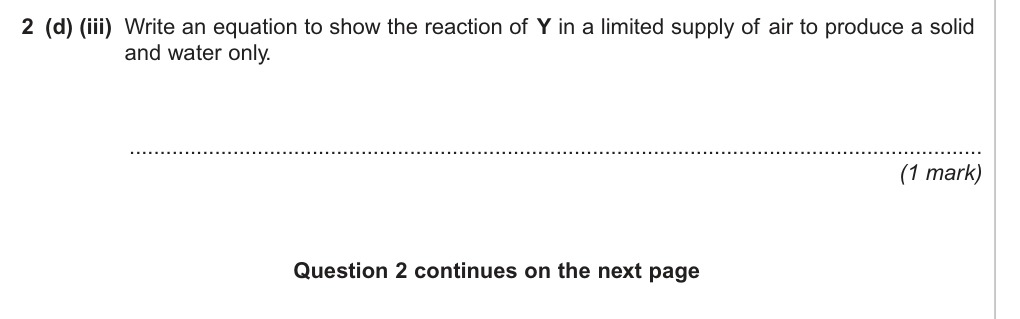 2 (d) (iii) Write an equation to show the reaction of Y in a limited supply of air to produce a solid
and water only.
....................................................................................................................................................
(1 mark)
Question 2 continues on the next page